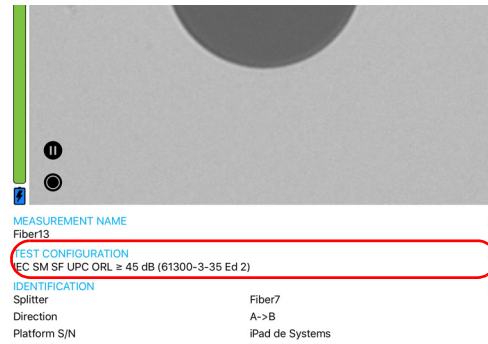 MEASUREMENT NAME
Fiber13
TEST CONFIGURATION
IEC SM SF UPC ORL ≥ 45 dB (61300-3-35 Ed 2)
IDENTIFICATION
Splitter Fiber7
Direction A->B
Platform S/N iPad de Systems